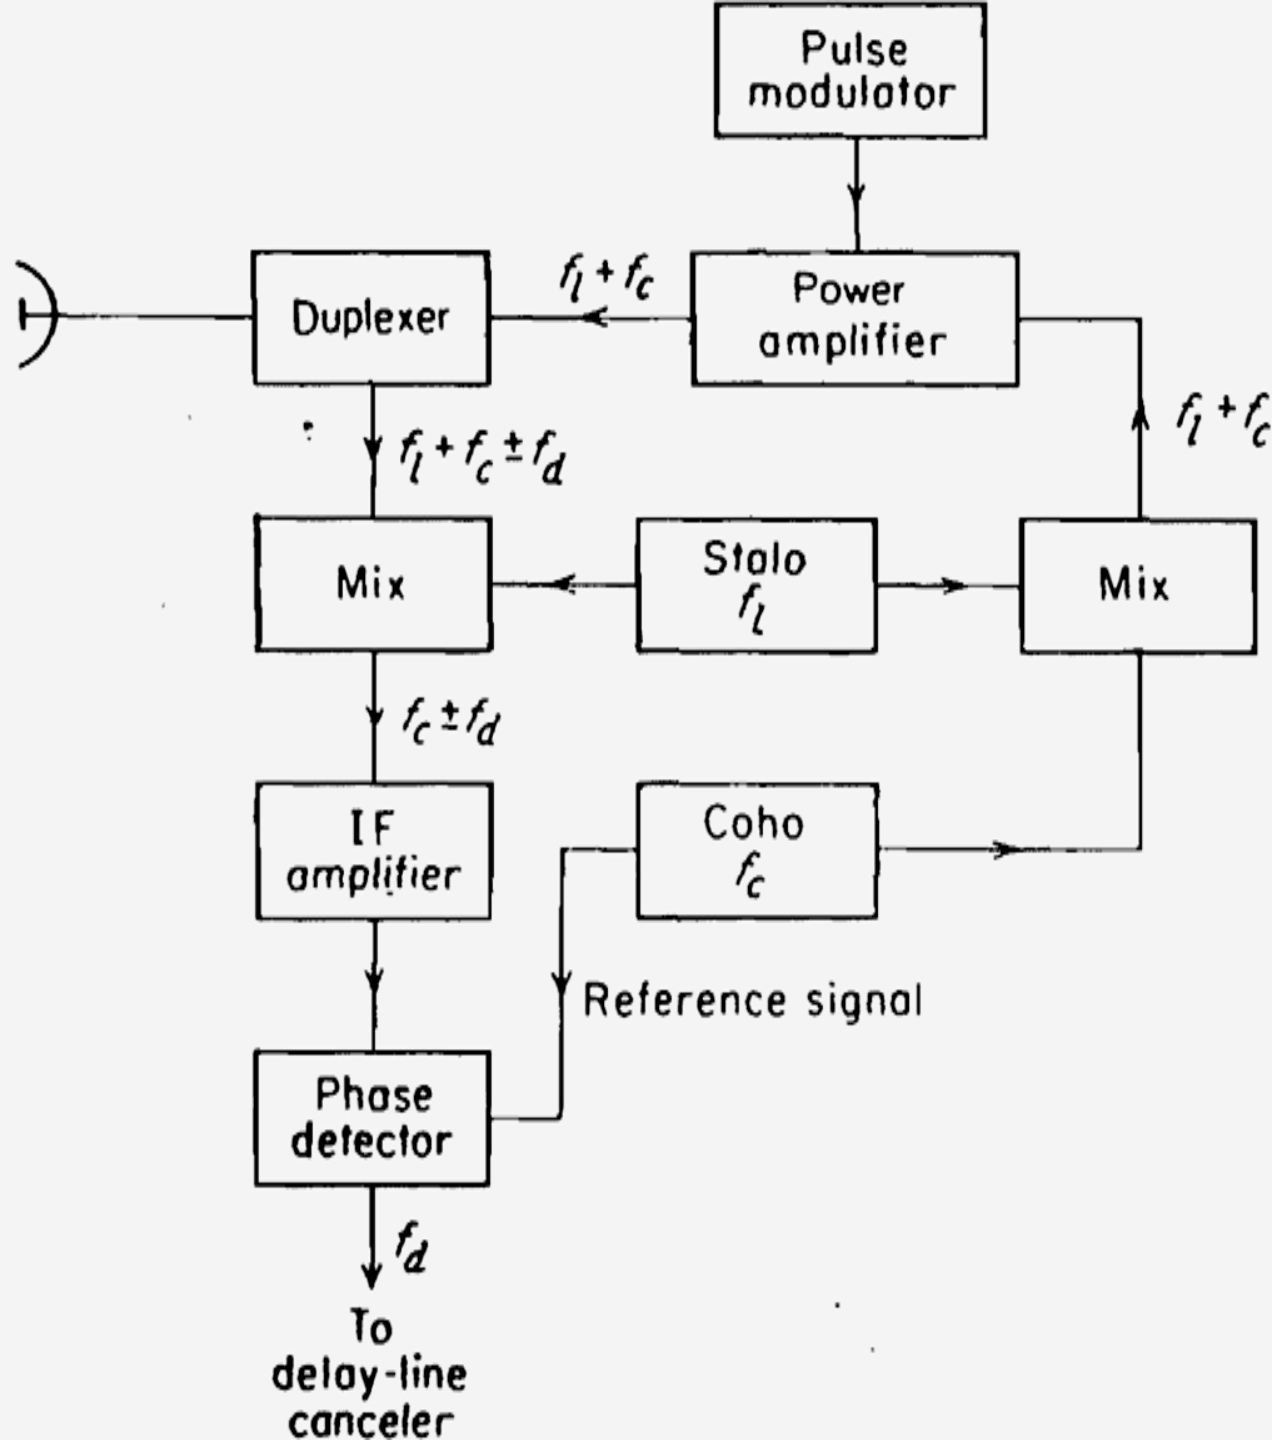 Pulse
modulator
Duplexer
f_l + f_c
Power
amplifier
f_l + f_c
f_l + f_c ± f_d
Mix
Stalo
f_l
Mix
f_c ± f_d
IF
amplifier
Coho
f_c
Reference signal
Phase
detector
f_d
To
delay-line
canceler